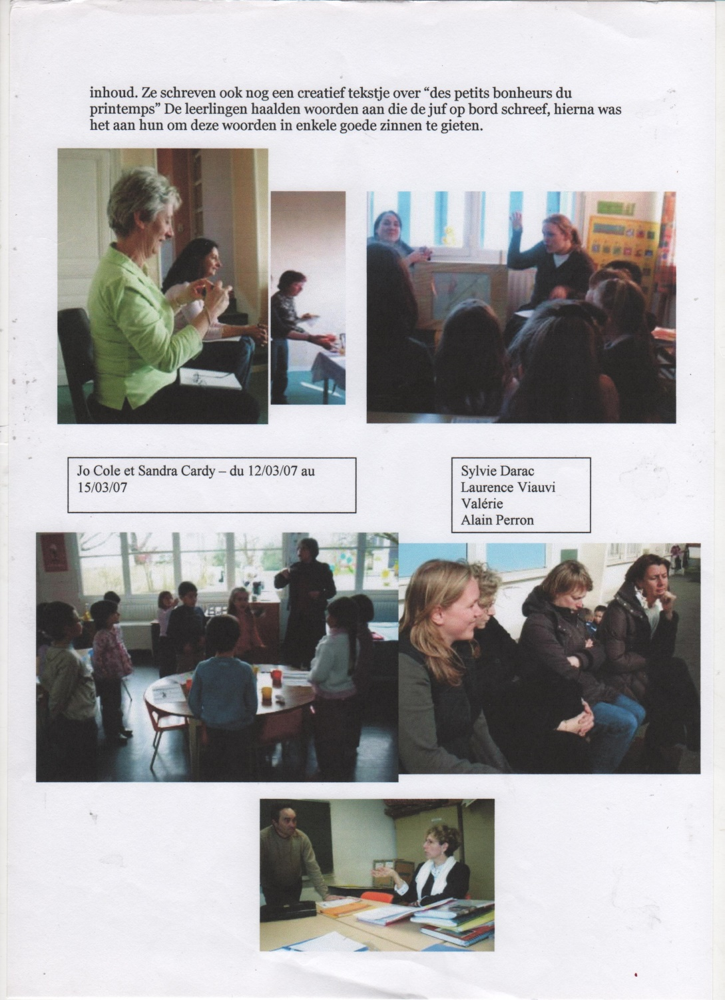 inhoud. Ze schreven ook nog een creatief tekstje over “des petits bonheurs du
printemps” De leerlingen haalden woorden aan die de juf op bord schreef, hierna was
het aan hun om deze woorden in enkele goede zinnen te gieten.
Jo Cole et Sandra Cardy – du 12/03/07 au
15/03/07
Sylvie Darac
Laurence Viauvi
Valérie
Alain Perron